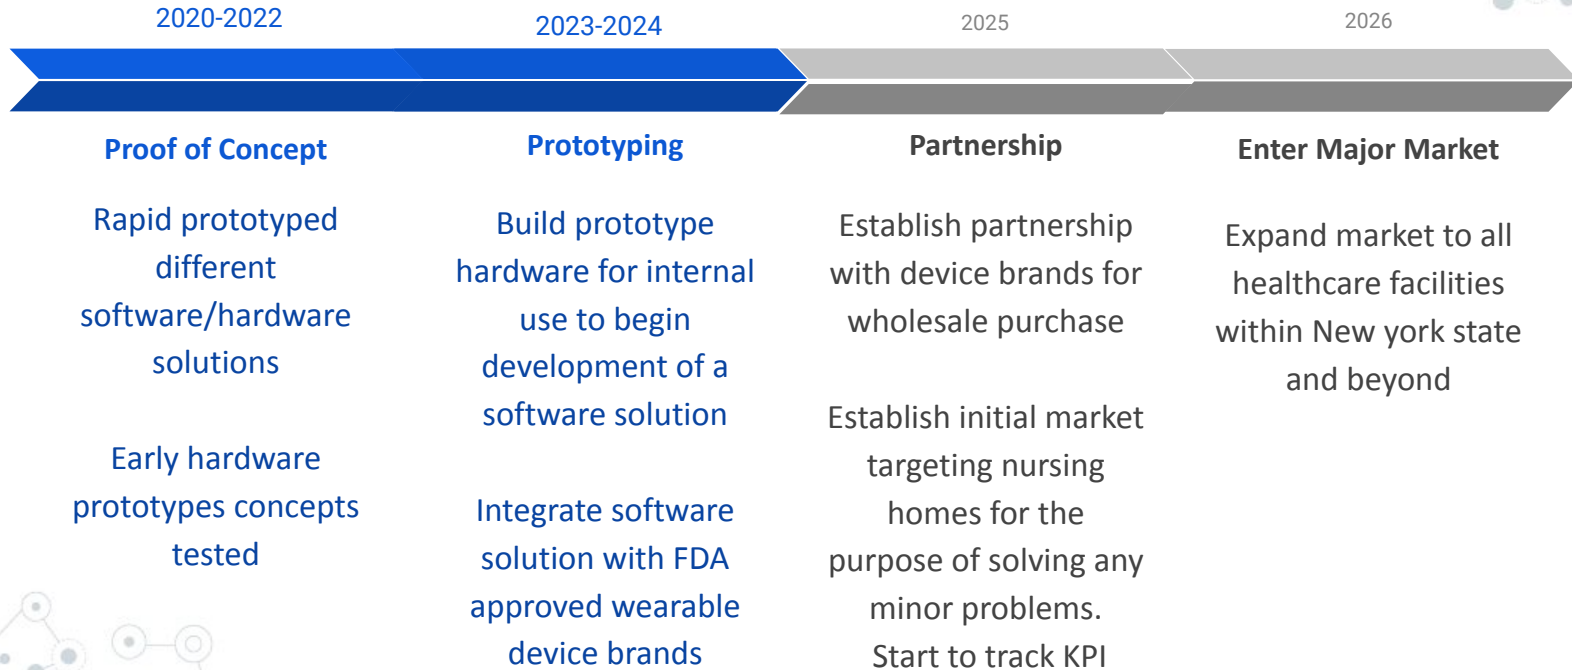 2020-2022
Proof of Concept
Rapid prototyped
different
software/hardware
solutions
Early hardware
prototypes concepts
tested
2023-2024
Prototyping
Build prototype
hardware for internal
use to begin
development of a
software solution
Integrate software
solution with FDA
approved wearable
device brands
2025
Partnership
Establish partnership
with device brands for
wholesale purchase
Establish initial market
targeting nursing
homes for the
purpose of solving any
minor problems.
Start to track KPI
2026
Enter Major Market
Expand market to all
healthcare facilities
within New york state
and beyond